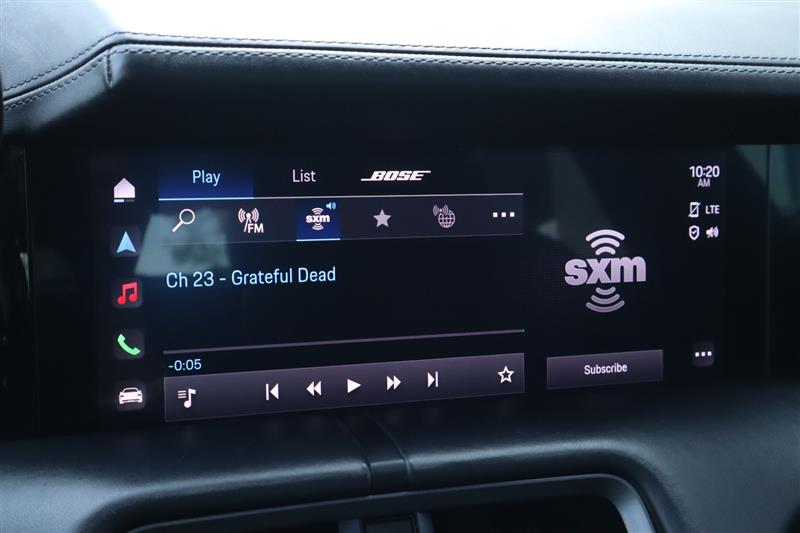 Play List BOSE
10:20
AM
LTE
FM
sxm
Ch 23 - Grateful Dead
sxm
-0:05
Subscribe